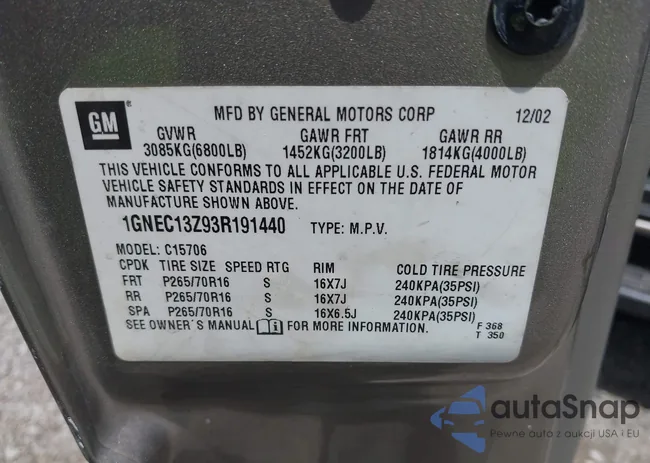 GM
MFD BY GENERAL MOTORS CORP 12/02
GVWR GAWR FRT GAWR RR
3085KG(6800LB) 1452KG(3200LB) 1814KG(4000LB)
THIS VEHICLE CONFORMS TO ALL APPLICABLE U.S. FEDERAL MOTOR
VEHICLE SAFETY STANDARDS IN EFFECT ON THE DATE OF
MANUFACTURE SHOWN ABOVE.
1GNEC13Z93R191440 TYPE: M.P.V.
MODEL: C15706
CPDK TIRE SIZE SPEED RTG RIM COLD TIRE PRESSURE
FRT P265/70R16 S 16X7J 240KPA(35PSI)
RR P265/70R16 S 16X7J 240KPA(35PSI)
SPA P265/70R16 S 16X6.5J 240KPA(35PSI)
SEE OWNER'S MANUAL FOR MORE INFORMATION.
F 368
T 350
autaSnap
Pewne auto z aukcji USA i EU